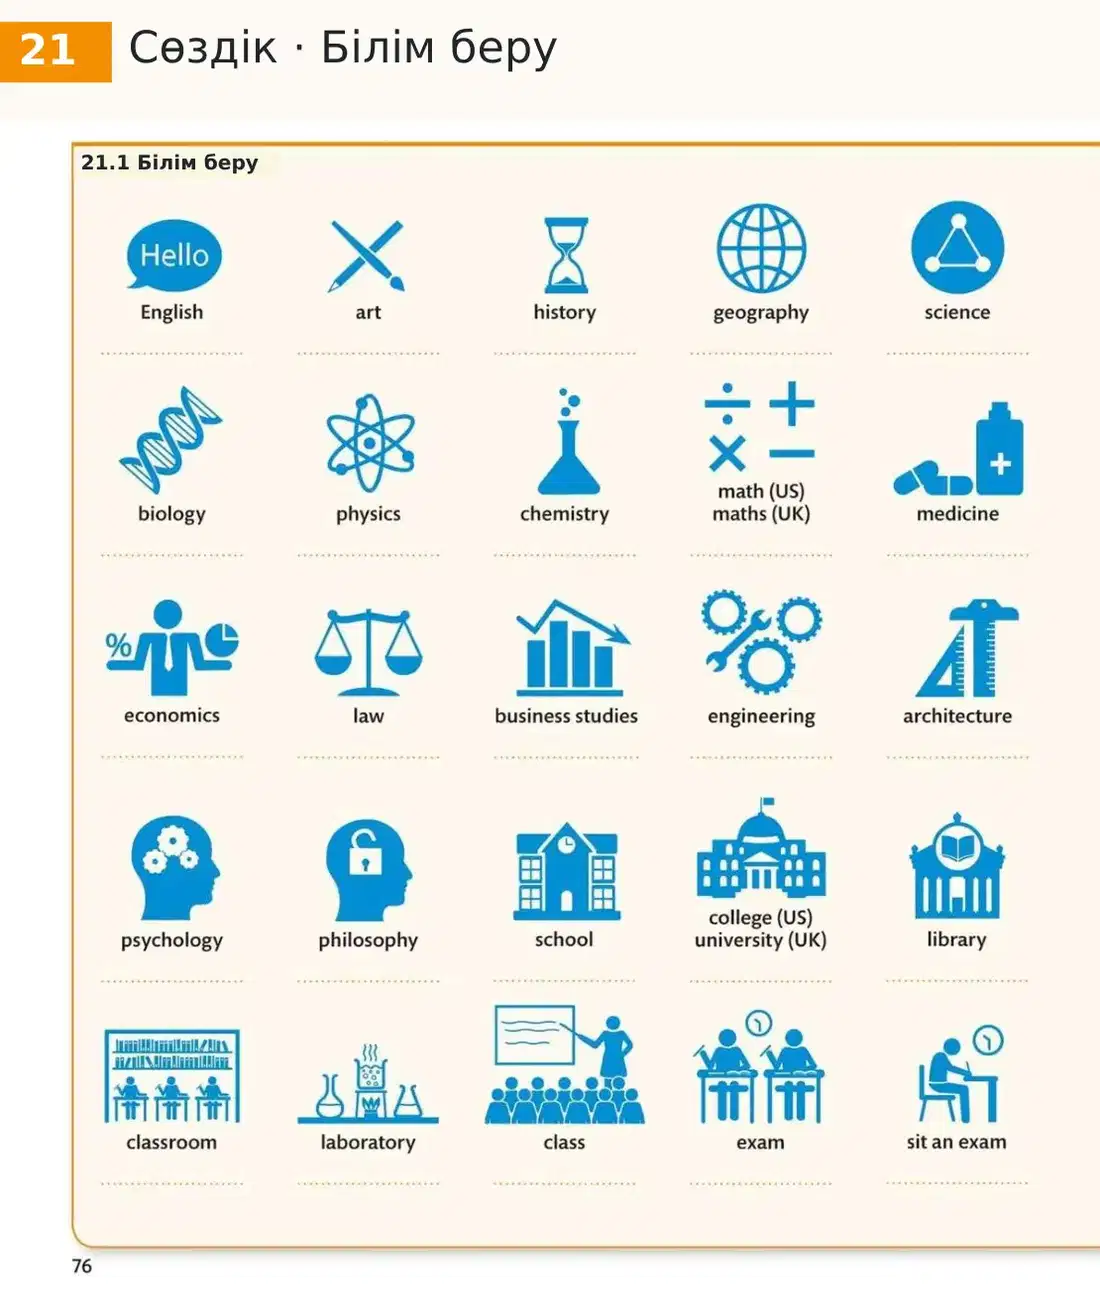 21 Сөздік · Білім беру
21.1 Білім беру
Hello
English
art
history
geography
science
biology
physics
chemistry
math (US)
maths (UK)
medicine
%
economics
law
business studies
engineering
architecture
psychology
philosophy
school
college (US)
university (UK)
library
classroom
laboratory
class
exam
sit an exam
76